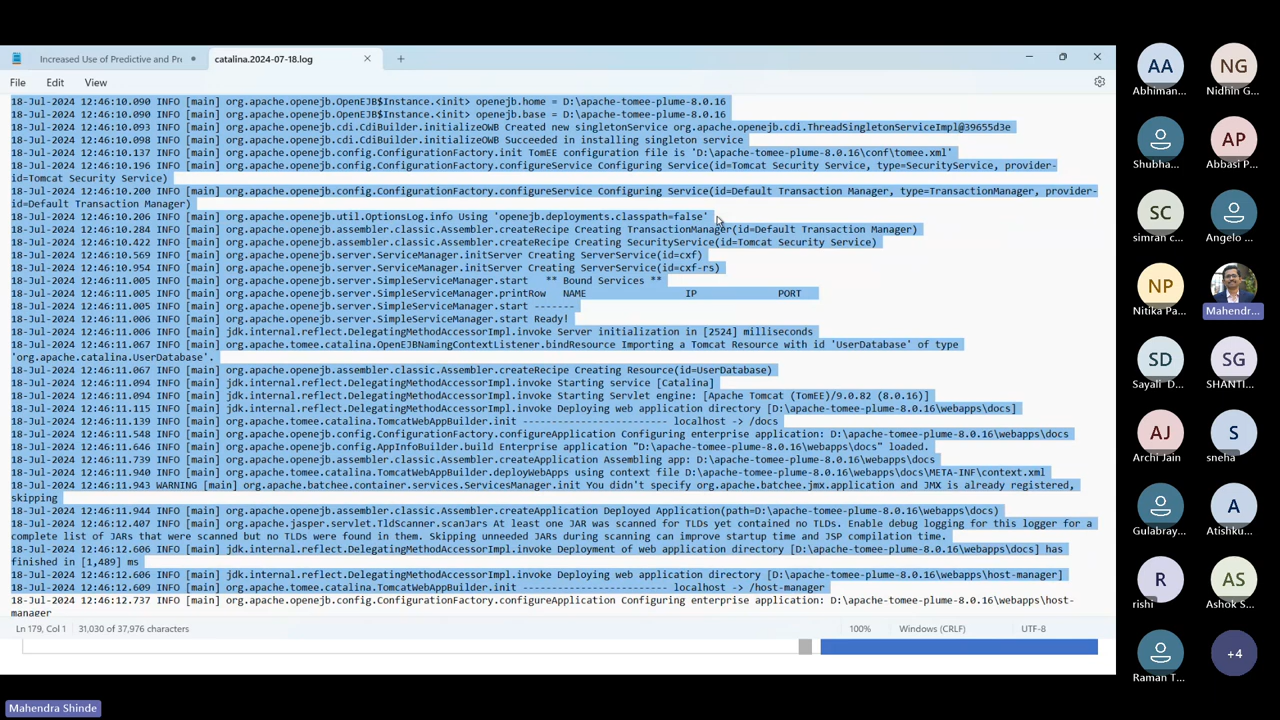 Increased Use of Predictive and Pr
catalina.2024-07-18.log
File Edit View
18-Jul-2024 12:46:10.090 INFO [main] org.apache.openejb.OpenEJB$Instance.<init> openejb.home = D:\apache-tomee-plume-8.0.16
18-Jul-2024 12:46:10.090 INFO [main] org.apache.openejb.OpenEJB$Instance.<init> openejb.base = D:\apache-tomee-plume-8.0.16
18-Jul-2024 12:46:10.093 INFO [main] org.apache.openejb.cdi.CdiBuilder.initializeOWB Created new singletonService org.apache.openejb.cdi.ThreadSingletonServiceImpl@39655d3e
18-Jul-2024 12:46:10.098 INFO [main] org.apache.openejb.cdi.CdiBuilder.initializeOWB Succeeded in installing singleton service
18-Jul-2024 12:46:10.137 INFO [main] org.apache.openejb.config.ConfigurationFactory.init TomEE configuration file is 'D:\apache-tomee-plume-8.0.16\conf\tomee.xml'
18-Jul-2024 12:46:10.196 INFO [main] org.apache.openejb.config.ConfigurationFactory.configureService Configuring Service(id=Tomcat Security Service, type=SecurityService, provider-
id=Tomcat Security Service)
18-Jul-2024 12:46:10.200 INFO [main] org.apache.openejb.config.ConfigurationFactory.configureService Configuring Service(id=Default Transaction Manager, type=TransactionManager, provider-
id=Default Transaction Manager)
18-Jul-2024 12:46:10.206 INFO [main] org.apache.openejb.util.OptionsLog.info Using 'openejb.deployments.classpath=false'
18-Jul-2024 12:46:10.284 INFO [main] org.apache.openejb.assembler.classic.Assembler.createRecipe Creating TransactionManager(id=Default Transaction Manager)
18-Jul-2024 12:46:10.422 INFO [main] org.apache.openejb.assembler.classic.Assembler.createRecipe Creating SecurityService(id=Tomcat Security Service)
18-Jul-2024 12:46:10.569 INFO [main] org.apache.openejb.server.ServiceManager.initServer Creating ServerService(id=cxf)
18-Jul-2024 12:46:10.954 INFO [main] org.apache.openejb.server.ServiceManager.initServer Creating ServerService(id=cxf-rs)
18-Jul-2024 12:46:11.005 INFO [main] org.apache.openejb.server.SimpleServiceManager.start ** Bound Services **
18-Jul-2024 12:46:11.005 INFO [main] org.apache.openejb.server.SimpleServiceManager.printRow NAME IP PORT
18-Jul-2024 12:46:11.005 INFO [main] org.apache.openejb.server.SimpleServiceManager.start -------
18-Jul-2024 12:46:11.005 INFO [main] org.apache.openejb.server.SimpleServiceManager.start Ready!
18-Jul-2024 12:46:11.006 INFO [main] jdk.internal.reflect.DelegatingMethodAccessorImpl.invoke Server initialization in [2524] milliseconds
18-Jul-2024 12:46:11.067 INFO [main] org.apache.tomee.catalina.OpenEJBNamingContextListener.bindResource Importing a Tomcat Resource with id 'UserDatabase' of type
'org.apache.catalina.UserDatabase'.
18-Jul-2024 12:46:11.067 INFO [main] org.apache.openejb.assembler.classic.Assembler.createRecipe Creating Resource(id=UserDatabase)
18-Jul-2024 12:46:11.094 INFO [main] jdk.internal.reflect.DelegatingMethodAccessorImpl.invoke Starting service [Catalina]
18-Jul-2024 12:46:11.094 INFO [main] jdk.internal.reflect.DelegatingMethodAccessorImpl.invoke Starting Servlet engine: [Apache Tomcat (TomEE)/9.0.82 (8.0.16)]
18-Jul-2024 12:46:11.115 INFO [main] jdk.internal.reflect.DelegatingMethodAccessorImpl.invoke Deploying web application directory [D:\apache-tomee-plume-8.0.16\webapps\docs]
18-Jul-2024 12:46:11.139 INFO [main] org.apache.tomee.catalina.TomcatWebAppBuilder.init ------------------------- localhost -> /docs
18-Jul-2024 12:46:11.548 INFO [main] org.apache.openejb.config.ConfigurationFactory.configureApplication Configuring enterprise application: D:\apache-tomee-plume-8.0.16\webapps\docs
18-Jul-2024 12:46:11.646 INFO [main] org.apache.openejb.config.AppInfoBuilder.build Enterprise application "D:\apache-tomee-plume-8.0.16\webapps\docs" loaded.
18-Jul-2024 12:46:11.739 INFO [main] org.apache.openejb.assembler.classic.Assembler.createApplication Assembling app: D:\apache-tomee-plume-8.0.16\webapps\docs
18-Jul-2024 12:46:11.940 INFO [main] org.apache.tomee.catalina.TomcatWebAppBuilder.deployWebApps using context file D:\apache-tomee-plume-8.0.16\webapps\docs\META-INF\context.xml
18-Jul-2024 12:46:11.943 WARNING [main] org.apache.batchee.container.services.ServicesManager.init You didn't specify org.apache.batchee.jmx.application and JMX is already registered,
skipping
18-Jul-2024 12:46:11.944 INFO [main] org.apache.openejb.assembler.classic.Assembler.createApplication Deployed Application(path=D:\apache-tomee-plume-8.0.16\webapps\docs)
18-Jul-2024 12:46:12.407 INFO [main] org.apache.jasper.servlet.TldScanner.scanJars At least one JAR was scanned for TLDs yet contained no TLDs. Enable debug logging for this logger for a
complete list of JARs that were scanned but no TLDs were found in them. Skipping unneeded JARs during scanning can improve startup time and JSP compilation time.
18-Jul-2024 12:46:12.606 INFO [main] jdk.internal.reflect.DelegatingMethodAccessorImpl.invoke Deployment of web application directory [D:\apache-tomee-plume-8.0.16\webapps\docs] has
finished in [1,489] ms
18-Jul-2024 12:46:12.606 INFO [main] jdk.internal.reflect.DelegatingMethodAccessorImpl.invoke Deploying web application directory [D:\apache-tomee-plume-8.0.16\webapps\host-manager]
18-Jul-2024 12:46:12.609 INFO [main] org.apache.tomee.catalina.TomcatWebAppBuilder.init ------------------------- localhost -> /host-manager
18-Jul-2024 12:46:12.737 INFO [main] org.apache.openejb.config.ConfigurationFactory.configureApplication Configuring enterprise application: D:\apache-tomee-plume-8.0.16\webapps\host-
manager
Ln 179, Col 1 31,030 of 37,976 characters 100% Windows (CRLF) UTF-8
AA NG
Abhiman... Nidhin G...
AP
Shubha... Abbasi P...
SC
simran c... Angelo ...
NP
Nitika Pa... Mahendr...
SD SG
Sayali D... SHANTI...
AJ S
Archi Jain sneha
A
Gulabray... Atishku...
R AS
rishi Ashok S...
+4
Raman T...
Mahendra Shinde